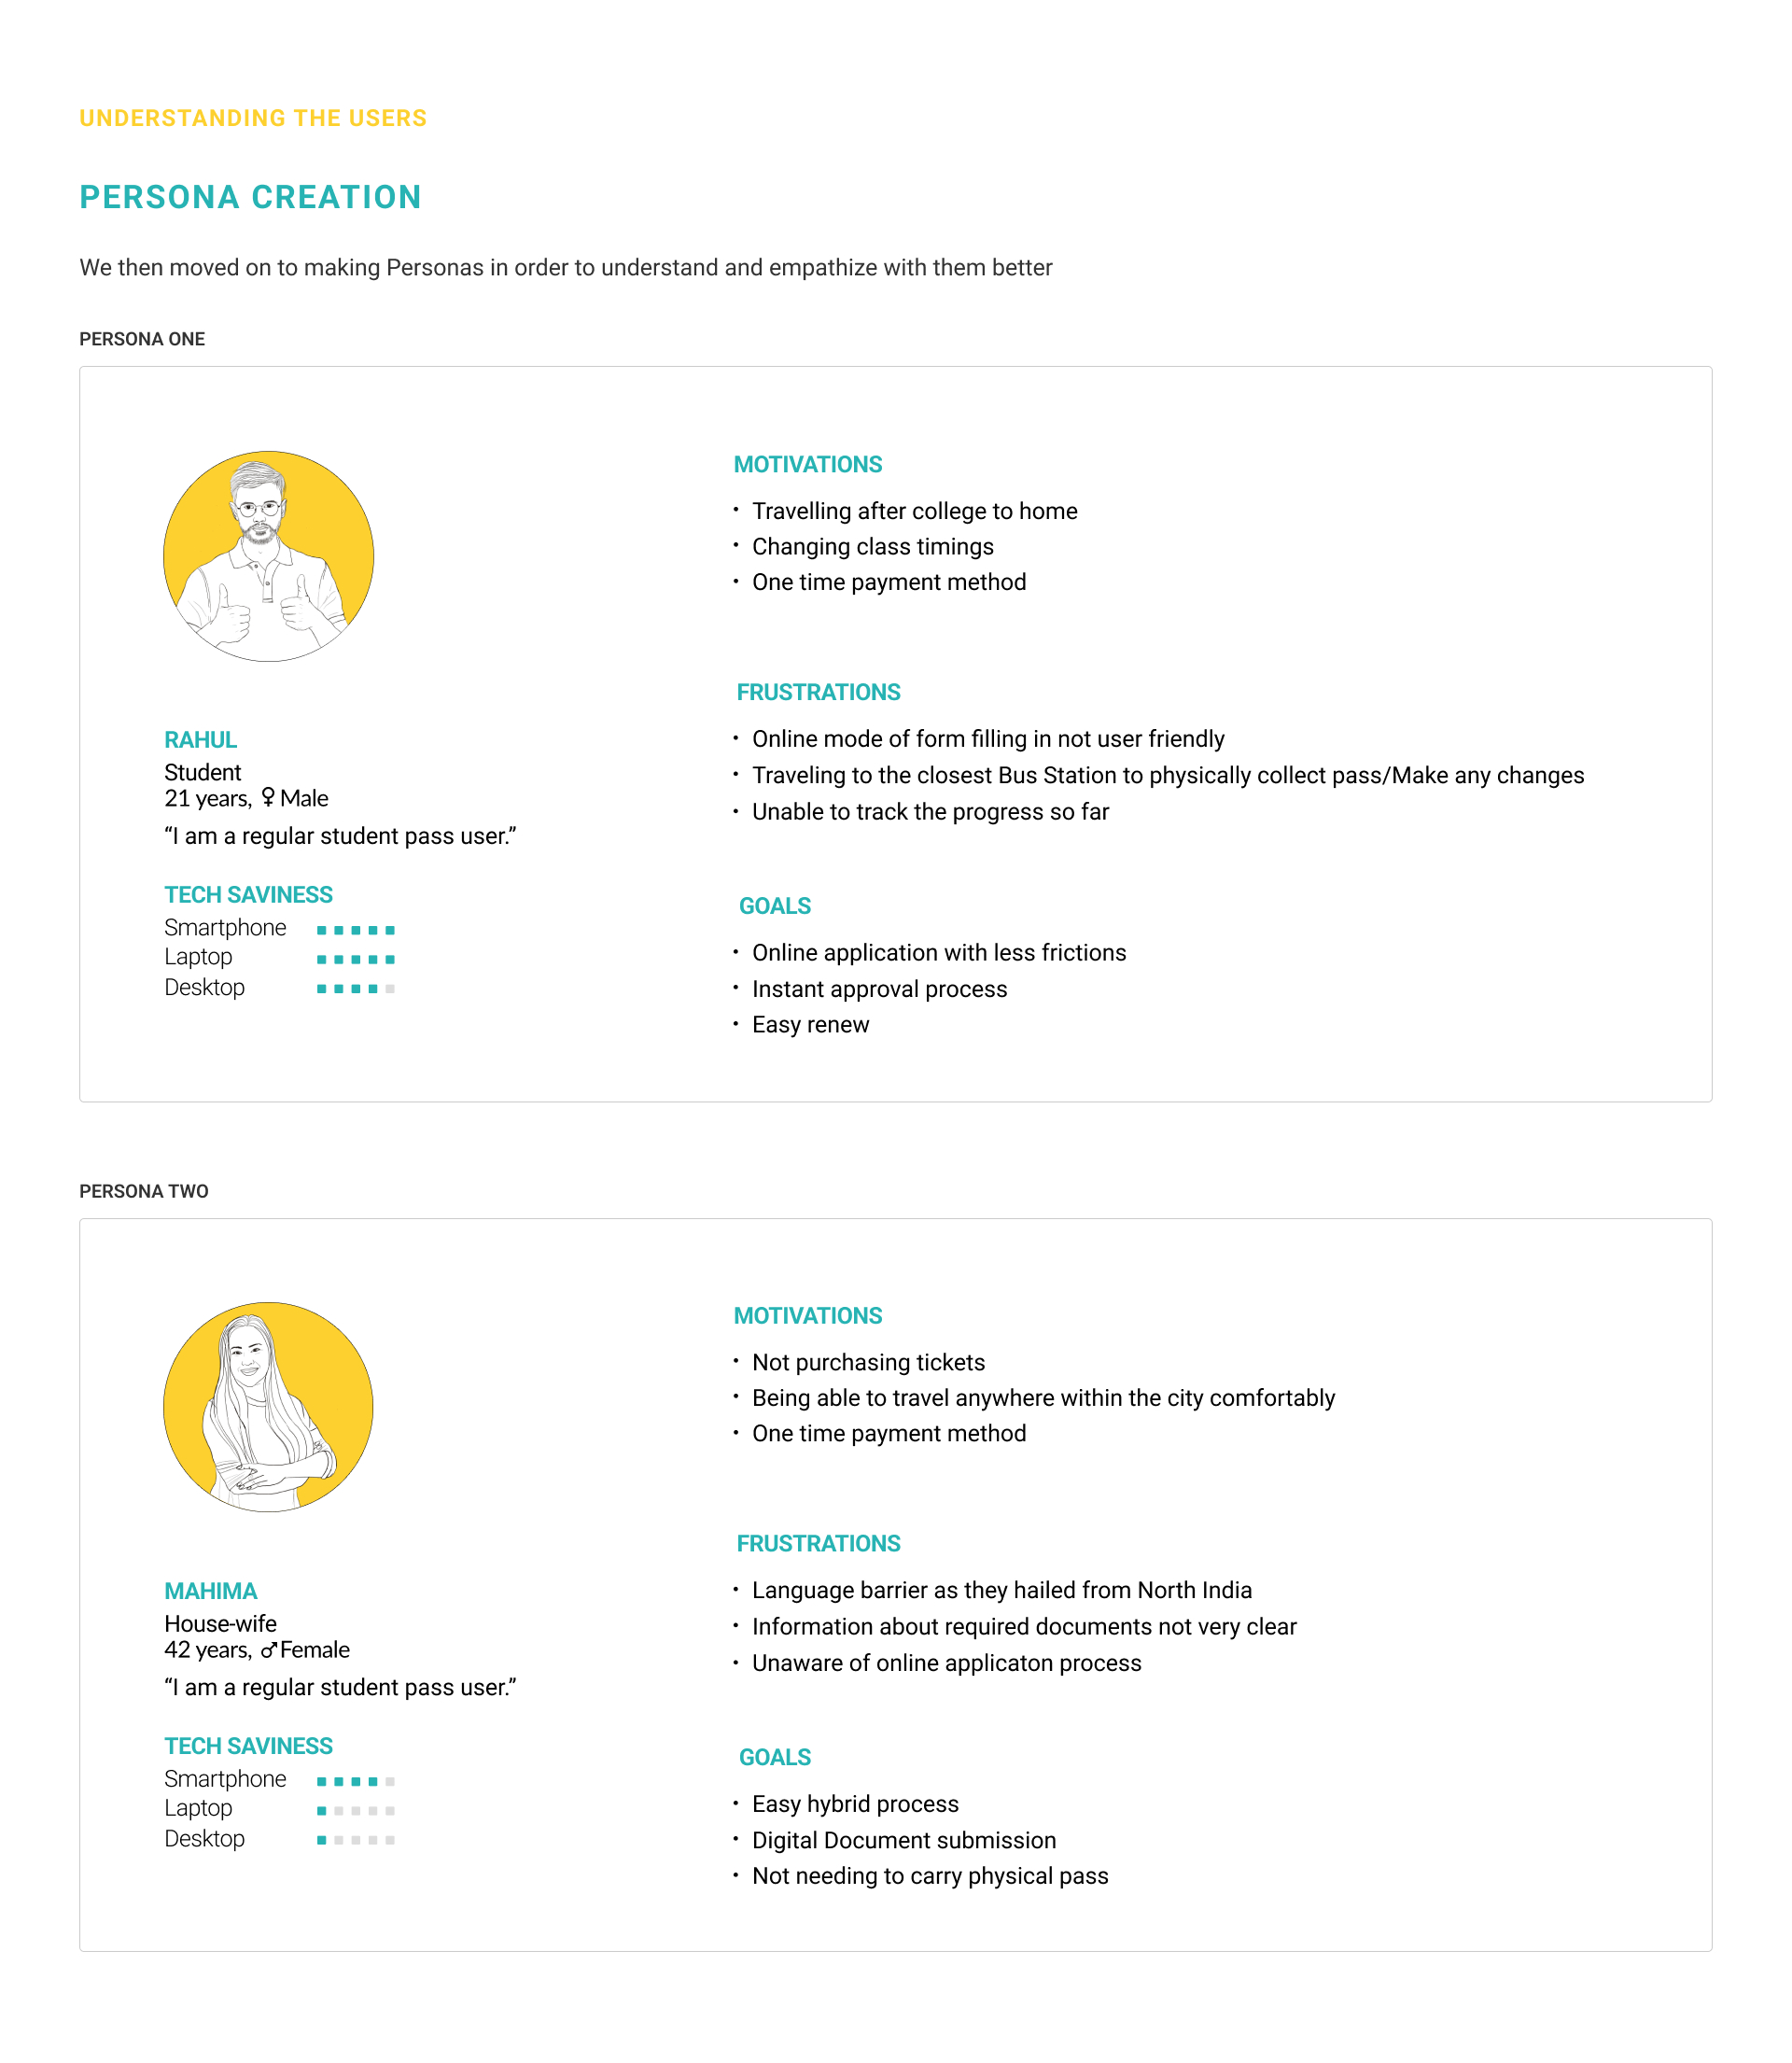 UNDERSTANDING THE USERS
PERSONA CREATION
We then moved on to making Personas in order to understand and empathize with them better
PERSONA ONE
RAHUL
Student
21 years, ♀ Male
“I am a regular student pass user.”
TECH SAVINESS
Smartphone
Laptop
Desktop
MOTIVATIONS
• Travelling after college to home
• Changing class timings
• One time payment method
FRUSTRATIONS
• Online mode of form filling in not user friendly
• Traveling to the closest Bus Station to physically collect pass/Make any changes
• Unable to track the progress so far
GOALS
• Online application with less frictions
• Instant approval process
• Easy renew
PERSONA TWO
MAHIMA
House-wife
42 years, ♂Female
“I am a regular student pass user.”
TECH SAVINESS
Smartphone
Laptop
Desktop
MOTIVATIONS
• Not purchasing tickets
• Being able to travel anywhere within the city comfortably
• One time payment method
FRUSTRATIONS
• Language barrier as they hailed from North India
• Information about required documents not very clear
• Unaware of online applicaton process
GOALS
• Easy hybrid process
• Digital Document submission
• Not needing to carry physical pass